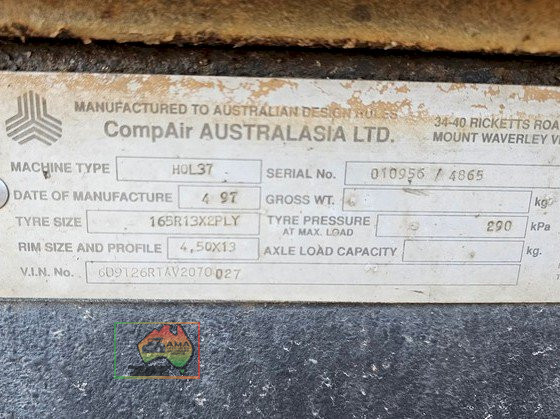 MANUFACTURED TO AUSTRALIAN DESIGN RULES
CompAir AUSTRALASIA LTD.
34-40 RICKETTS ROA
MOUNT WAVERLEY VI
MACHINE TYPE HOL37 SERIAL No. 010956 / 4865
DATE OF MANUFACTURE 4 97 GROSS WT. kg
TYRE SIZE 165R13X2PLY TYRE PRESSURE AT MAX. LOAD 290 kPa
RIM SIZE AND PROFILE 4,50X13 AXLE LOAD CAPACITY kg.
V.I.N. No. 6D9126RTAV2070027